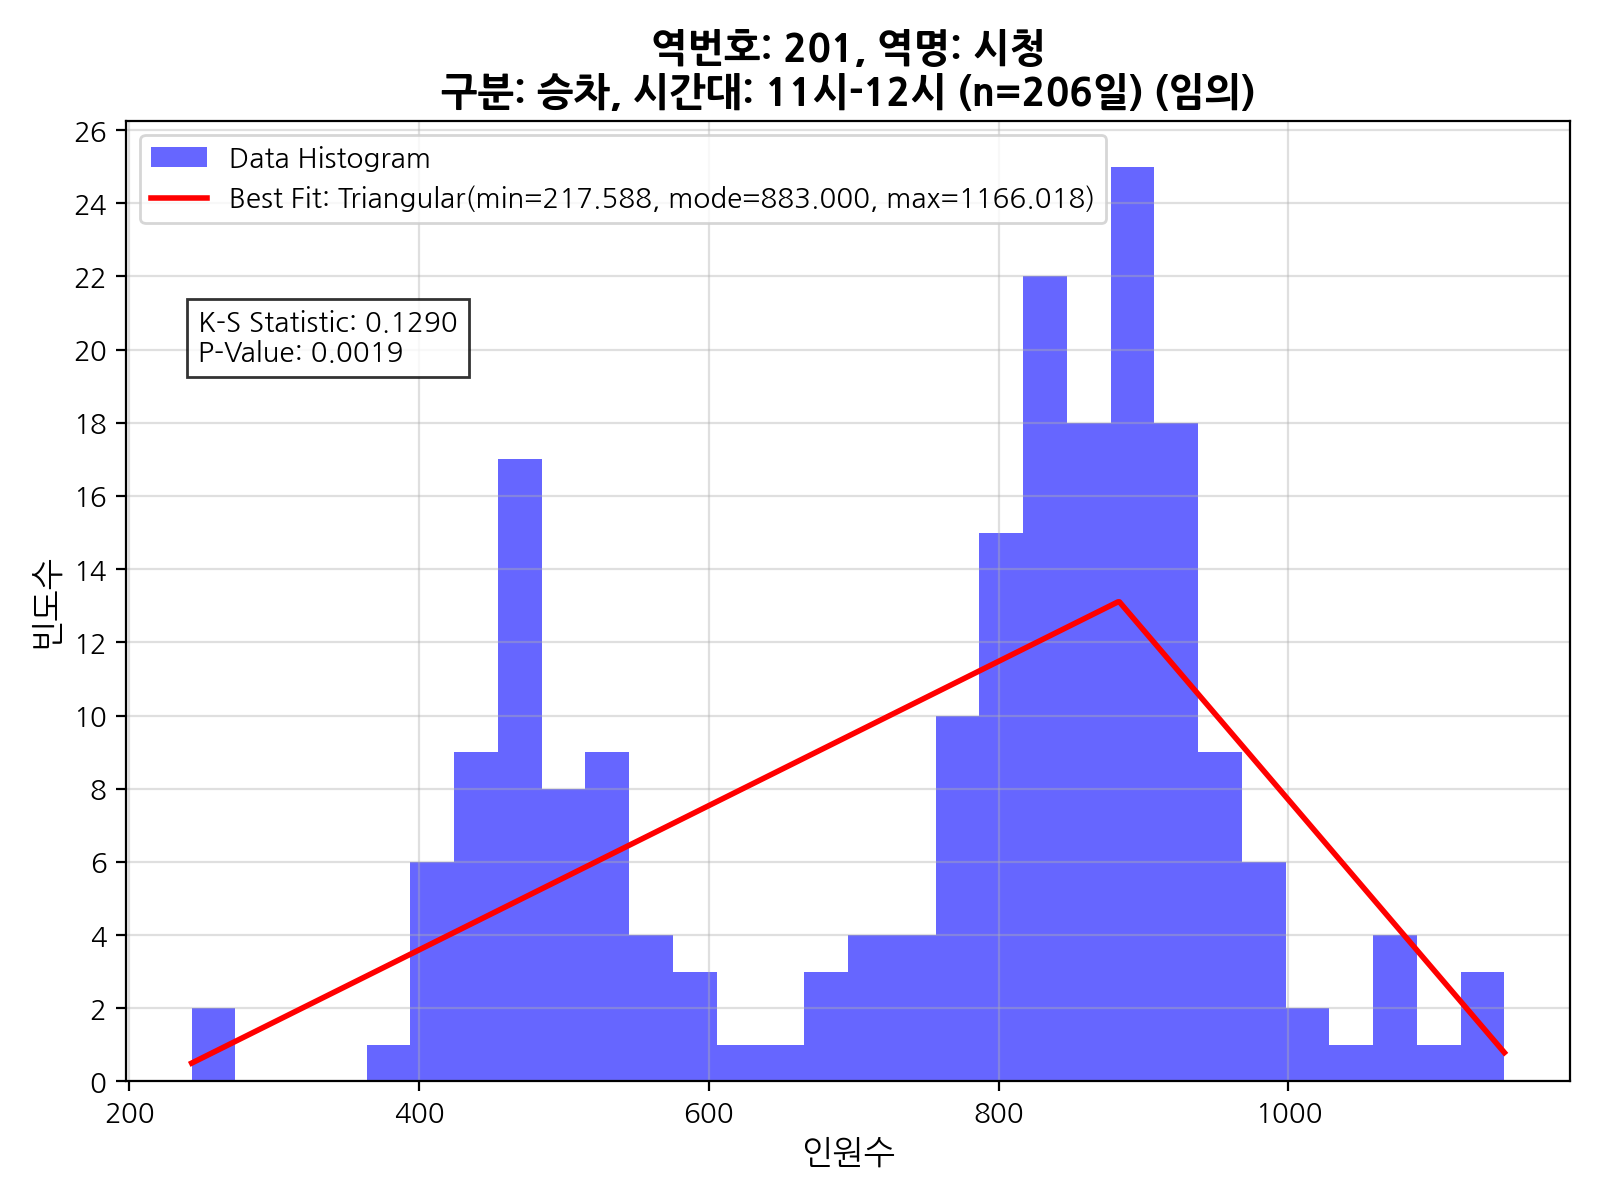 역번호: 201, 역명: 시청
구분: 승차, 시간대: 11시-12시 (n=206일) (임의)
Data Histogram
Best Fit: Triangular(min=217.588, mode=883.000, max=1166.018)
K-S Statistic: 0.1290
P-Value: 0.0019
빈도수
26
24
22
20
18
16
14
12
10
8
6
4
2
0
200 400 600 800 1000
인원수